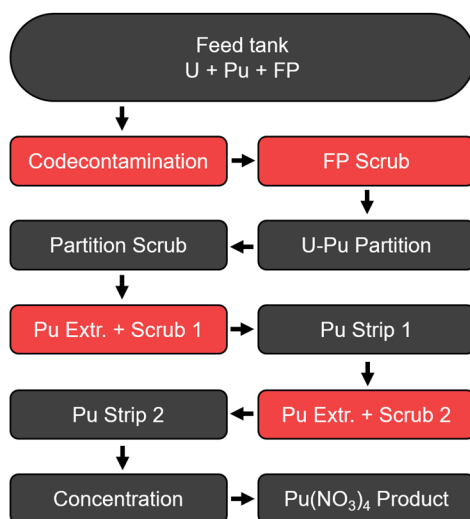 Feed tank
U + Pu + FP
Codecontamination
FP Scrub
Partition Scrub
U-Pu Partition
Pu Extr. + Scrub 1
Pu Strip 1
Pu Strip 2
Pu Extr. + Scrub 2
Concentration
Pu(NO₃)₄ Product